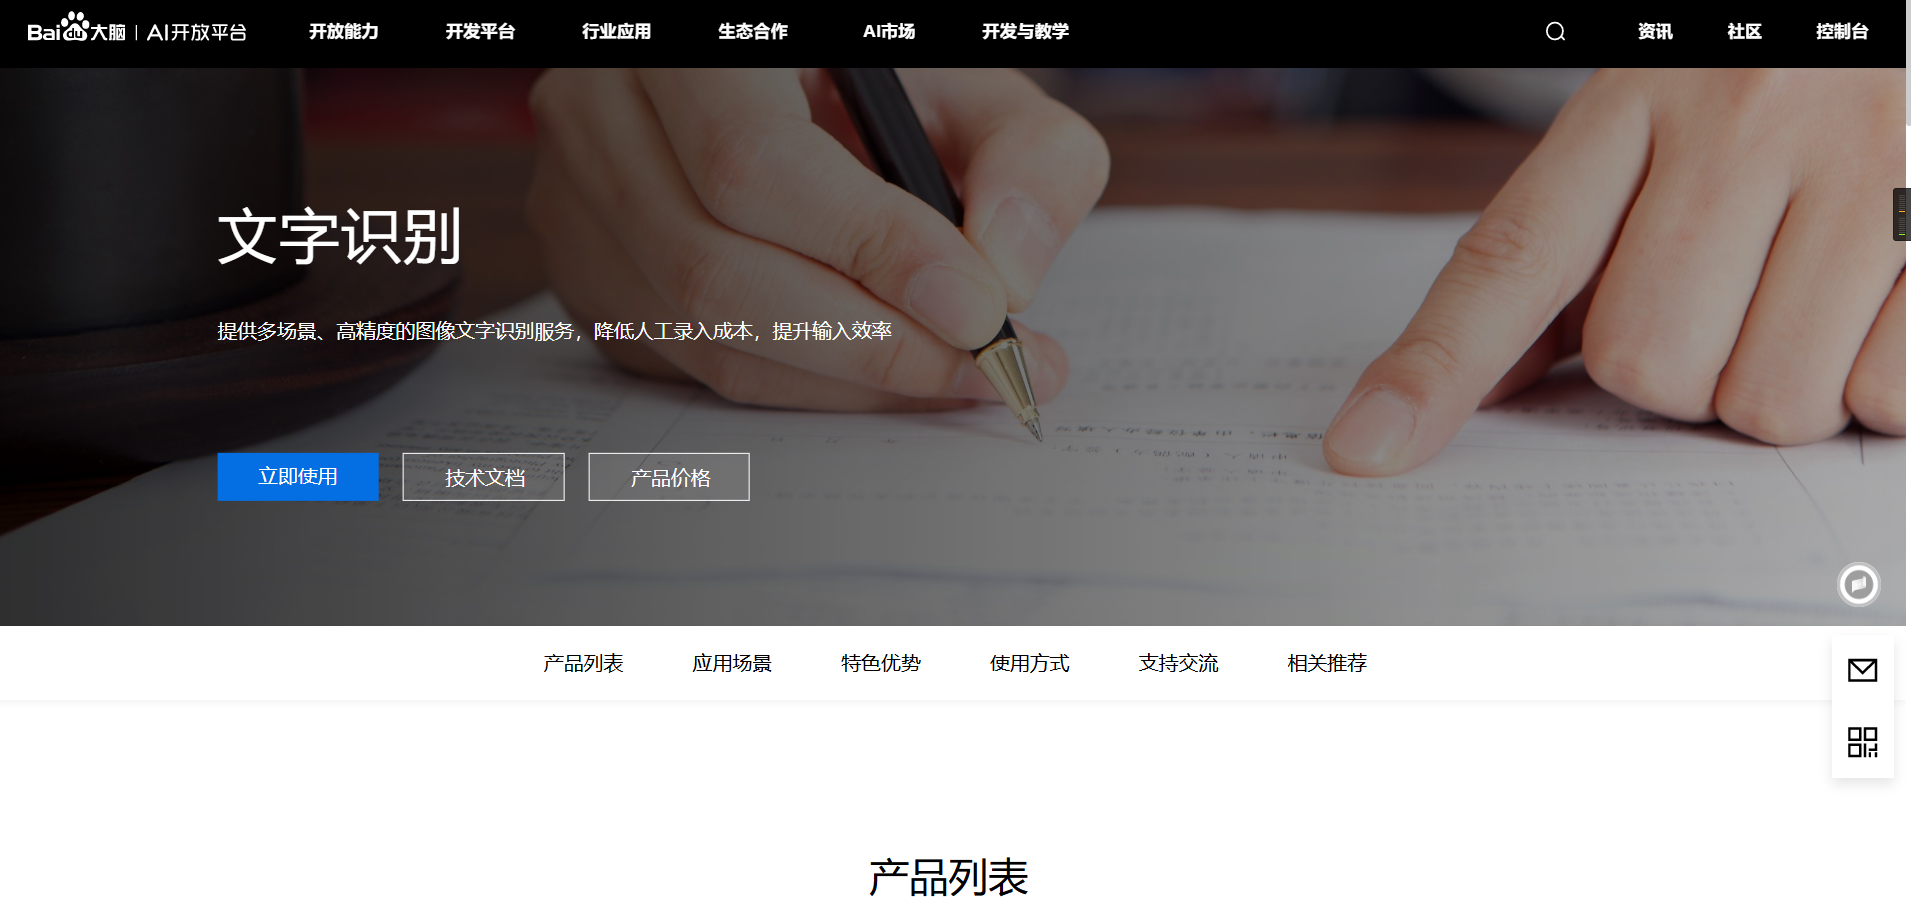 Baidu大脑 | AI开放平台 开放能力 开发平台 行业应用 生态合作 AI市场 开发与教学 资讯 社区 控制台
文字识别
提供多场景、高精度的图像文字识别服务，降低人工录入成本，提升输入效率
立即使用 技术文档 产品价格
产品列表 应用场景 特色优势 使用方式 支持交流 相关推荐
产品列表